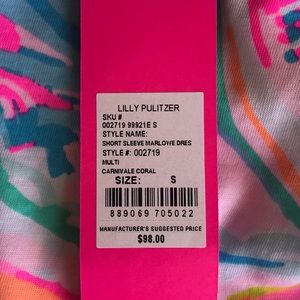 LILLY PULITZER
SKU #
002719 99921E S
STYLE NAME:
SHORT SLEEVE MARLOWE DRES
STYLE #: 002719
MULTI
CARNIVALE CORAL
SIZE: S
889069 705022
MANUFACTURER'S SUGGESTED PRICE
$98.00